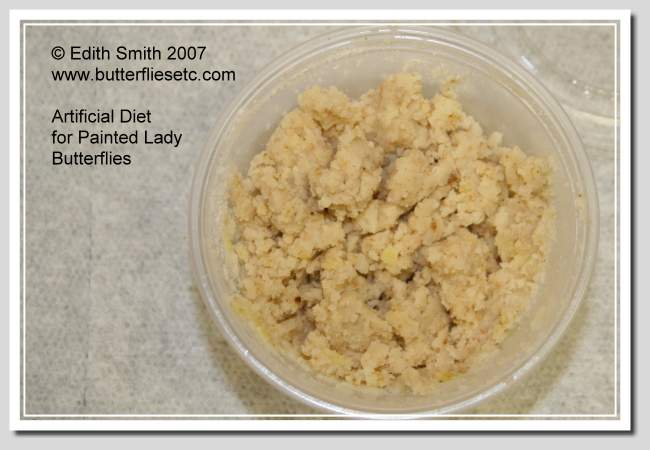 © Edith Smith 2007
www.butterfliesetc.com
Artificial Diet
for Painted Lady
Butterflies